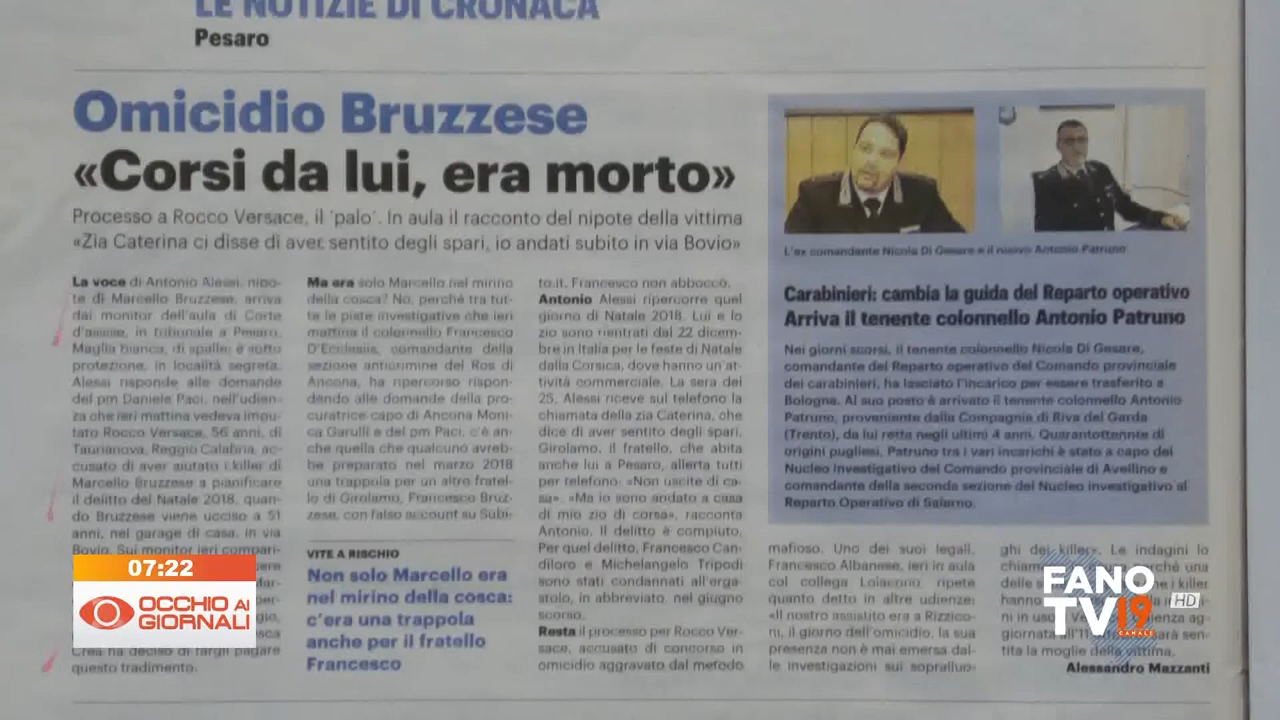 LE NOTIZIE DI CRONACA
Pesaro
Omicidio Bruzzese
«Corsi da lui, era morto»
Processo a Rocco Versace, il 'palo'. In aula il racconto del nipote della vittima
«Zia Caterina ci disse di aver sentito degli spari, io andati subito in via Bovio»
La voce di Antonio Alessi, nipo-
te di Marcello Bruzzese, arriva
dai monitor dell'aula di Corte
d'assise, in tribunale a Pesaro.
Maglia bianca, di spalle: è sotto
protezione, in località segreta.
Alessi risponde alle domande
del pm Daniele Paci, nell'udien-
za che ieri mattina vedeva impu-
tato Rocco Versace, 56 anni, di
Taurianova, Reggio Calabria, ac-
cusato di aver aiutato i killer di
Marcello Bruzzese a pianificare
il delitto del Natale 2018, quan-
do Bruzzese viene ucciso a 51
anni, nel garage di casa, in via
Bovio. Sui monitor ieri compari-
crea ha deciso di fargli pagare
questo tradimento.
Ma era solo Marcello nel mirino
della cosca? No, perché tra tut-
te le piste investigative che ieri
mattina il colonnello Francesco
D'Ecclesiis, comandante della
sezione anticrimine del Ros di
Ancona, ha ripercorso rispon-
dendo alle domande della pro-
curatrice capo di Ancona Moni-
ca Garulli e del pm Paci, c'è an-
che quella che qualcuno avreb-
be preparato nel marzo 2018
una trappola per un altro fratel-
lo di Girolamo, Francesco Bruz-
zese, con falso account su Subi-
VITE A RISCHIO
Non solo Marcello era
nel mirino della cosca:
c'era una trappola
anche per il fratello
Francesco
to.it. Francesco non abboccò.
Antonio Alessi ripercorre quel
giorno di Natale 2018. Lui e lo
zio sono rientrati dal 22 dicem-
bre in Italia per le feste di Natale
dalla Corsica, dove hanno un'at-
tività commerciale. La sera del
25, Alessi riceve sul telefono la
chiamata della zia Caterina, che
dice di aver sentito degli spari.
Girolamo, il fratello, che abita
anche lui a Pesaro, allerta tutti
per telefono: «Non uscite di ca-
sa». «Ma io sono andato a casa
di mio zio di corsa», racconta
Antonio. Il delitto è compiuto.
Per quel delitto, Francesco Can-
diloro e Michelangelo Tripodi
sono stati condannati all'erga-
stolo, in abbreviato, nel giugno
scorso.
Resta il processo per Rocco Ver-
sace, accusato di concorso in
omicidio aggravato dal metodo
L'ex comandante Nicola Di Gesare e il nuovo Antonio Patruno
Carabinieri: cambia la guida del Reparto operativo
Arriva il tenente colonnello Antonio Patruno
Nei giorni scorsi, il tenente colonnello Nicola Di Gesare,
comandante del Reparto operativo del Comando provinciale
dei carabinieri, ha lasciato l'incarico per essere trasferito a
Bologna. Al suo posto è arrivato il tenente colonnello Antonio
Patruno, proveniente dalla Compagnia di Riva del Garda
(Trento), da lui retta negli ultimi 4 anni. Quarantottenne di
origini pugliesi, Patruno tra i vari incarichi è stato a capo del
Nucleo Investigativo del Comando provinciale di Avellino e
comandante della seconda sezione del Nucleo investigativo al
Reparto Operativo di Salerno.
mafioso. Uno dei suoi legali,
Francesco Albanese, ieri in aula
col collega Loiacono, ripete
quanto detto in altre udienze:
«Il nostro assistito era a Rizzico-
ni, il giorno dell'omicidio, la sua
presenza non è mai emersa dal-
le investigazioni sui sopralluo-
ghi dei killer». Le indagini lo
chiam rché una
delle i killer
hanno
ni in uso ienza ag-
giornata all'11 sarà sen-
tita la moglie della vittima.
Alessandro Mazzanti
07:22
OCCHIO AI
GIORNALI
FANO
TV19
CANALE
HD